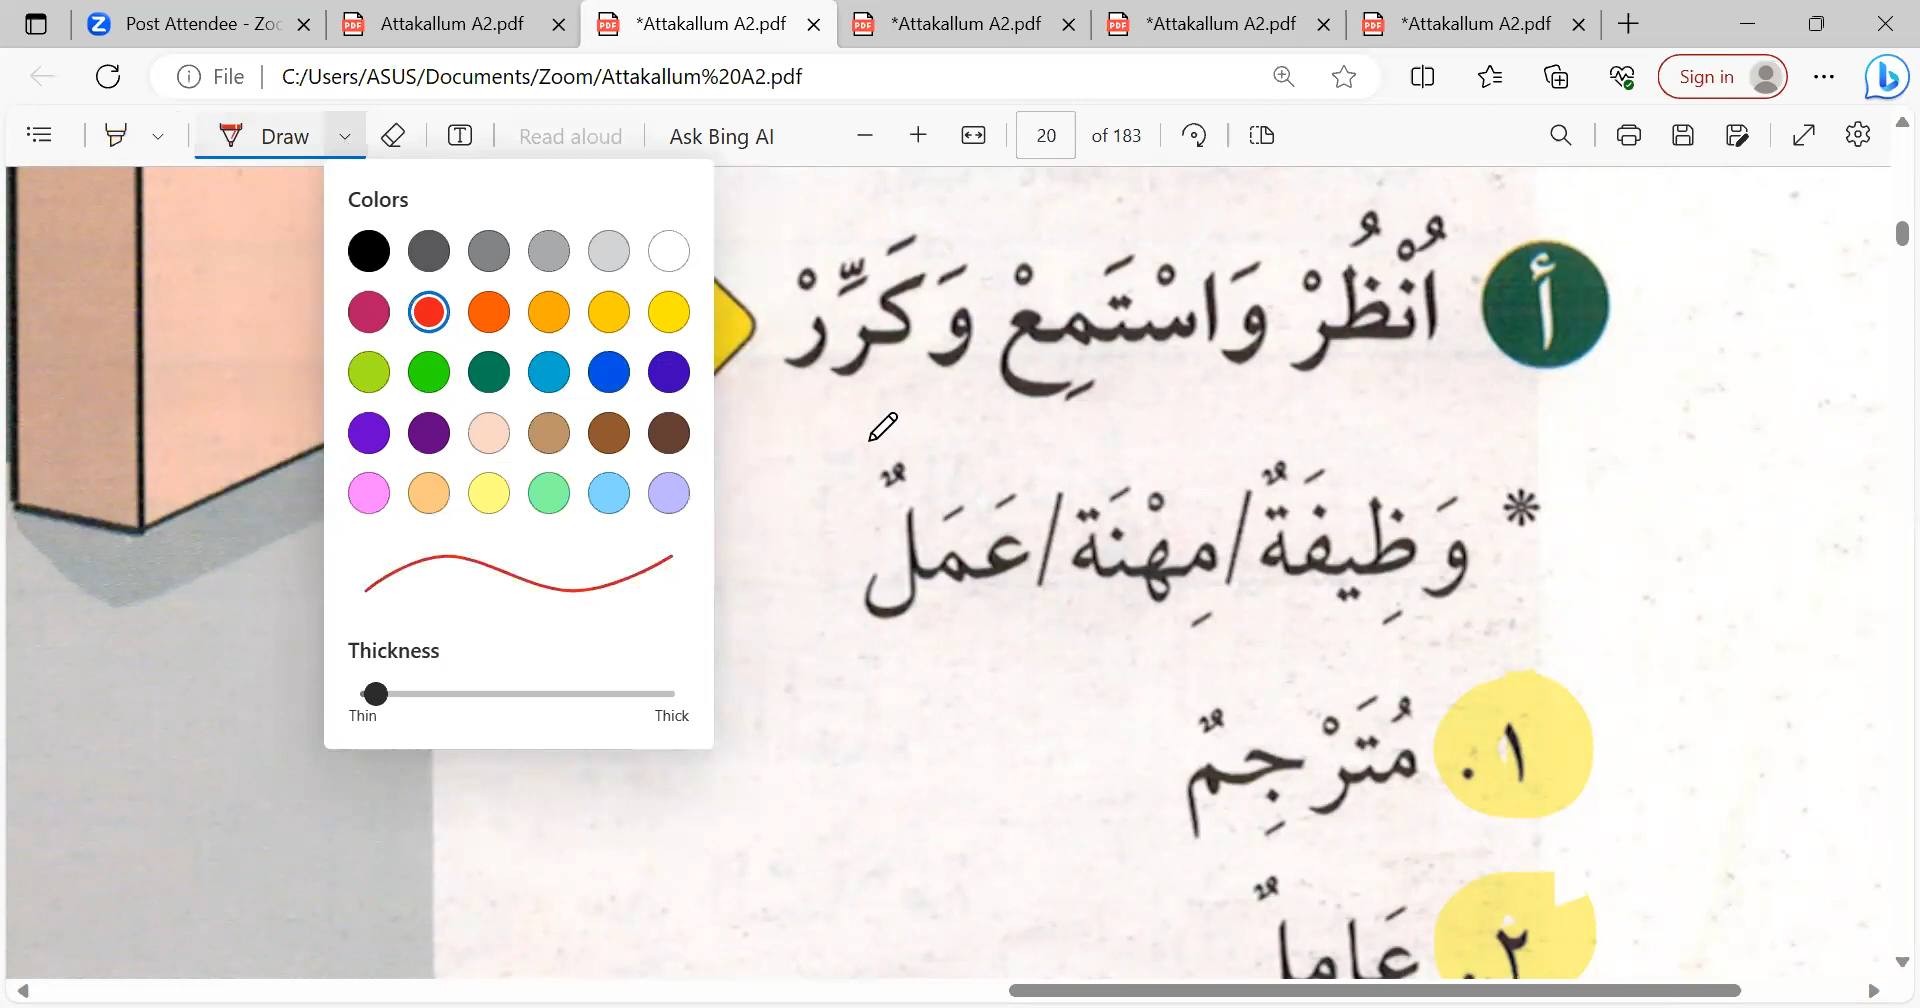 Post Attendee - Zoo
Attakallum A2.pdf
*Attakallum A2.pdf
*Attakallum A2.pdf
*Attakallum A2.pdf
*Attakallum A2.pdf
File
C:/Users/ASUS/Documents/Zoom/Attakallum%20A2.pdf
Sign in
Draw
Read aloud
Ask Bing AI
20 of 183
Colors
Thickness
Thin
Thick
أ
اُنْظُرْ وَاسْتَمِعْ وَكَرِّرْ
* وَظِيفَةٌ/مِهْنَة/عَمَلٌ
١. مُتَرْجِمٌ
٢. عَامِلٌ